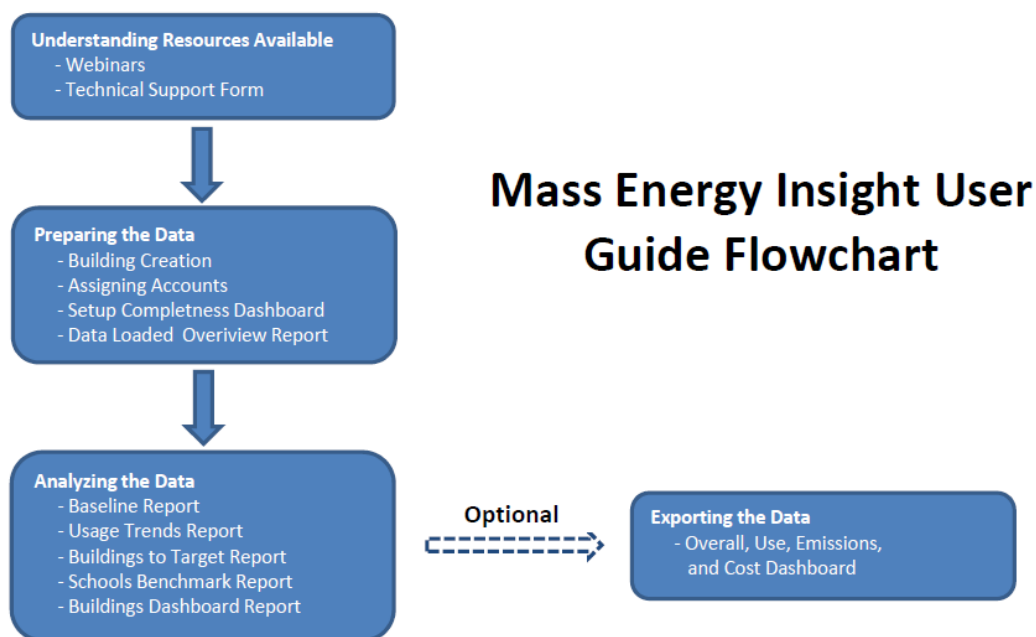 Understanding Resources Available
- Webinars
- Technical Support Form
Mass Energy Insight User
Guide Flowchart
Preparing the Data
- Building Creation
- Assigning Accounts
- Setup Completness Dashboard
- Data Loaded Overiview Report
Analyzing the Data
- Baseline Report
- Usage Trends Report
- Buildings to Target Report
- Schools Benchmark Report
- Buildings Dashboard Report
Optional
Exporting the Data
- Overall, Use, Emissions,
and Cost Dashboard